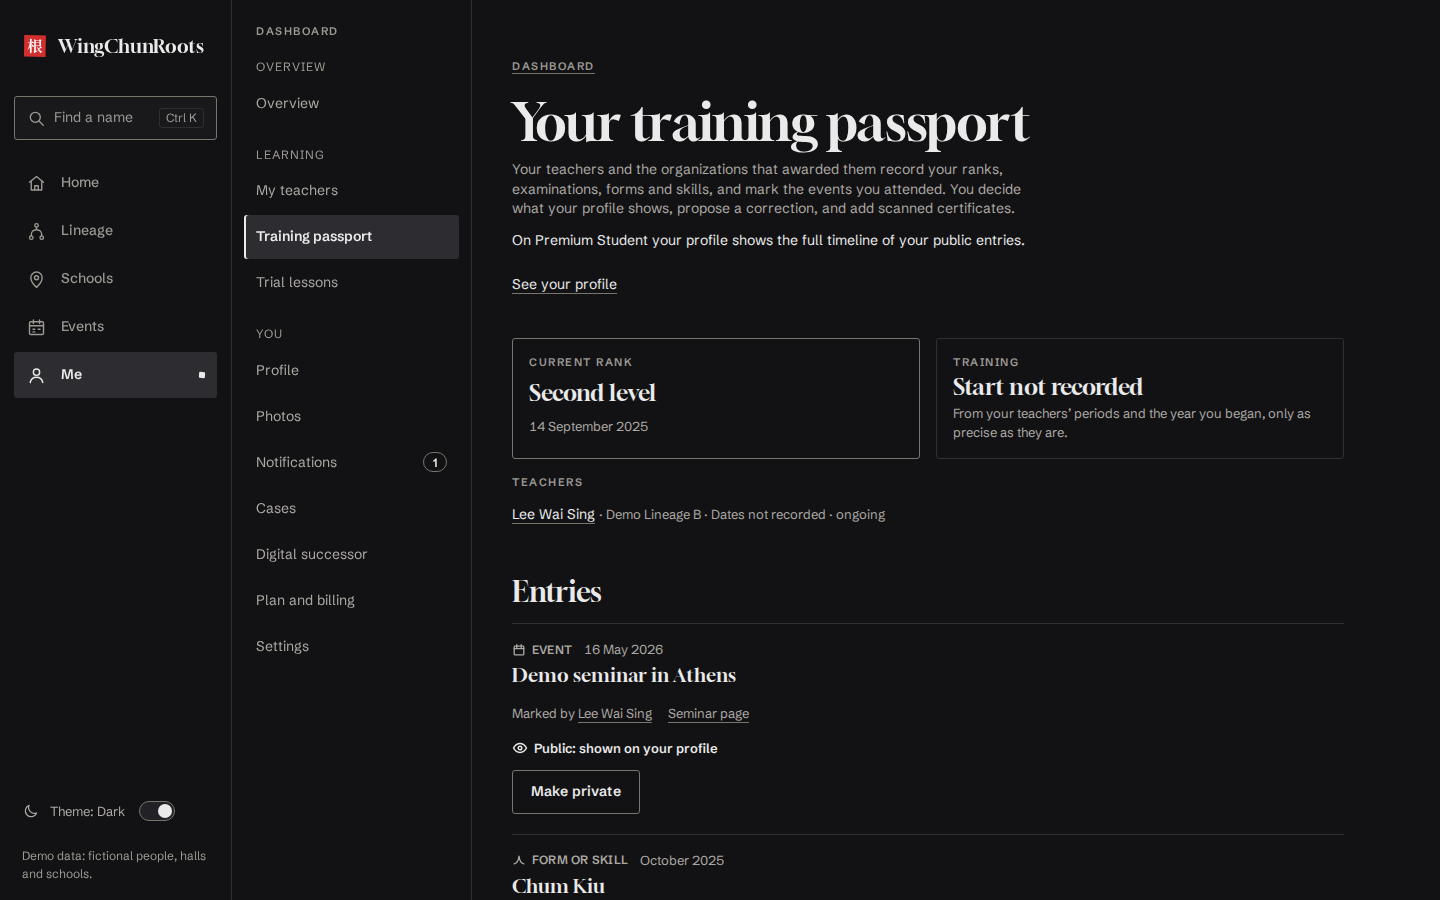 根 WingChunRoots
Find a name Ctrl K
Home
Lineage
Schools
Events
Me
Theme: Dark
Demo data: fictional people, halls
and schools.
DASHBOARD
OVERVIEW
Overview
LEARNING
My teachers
Training passport
Trial lessons
YOU
Profile
Photos
Notifications 1
Cases
Digital successor
Plan and billing
Settings
DASHBOARD
Your training passport
Your teachers and the organizations that awarded them record your ranks,
examinations, forms and skills, and mark the events you attended. You decide
what your profile shows, propose a correction, and add scanned certificates.
On Premium Student your profile shows the full timeline of your public entries.
See your profile
CURRENT RANK
Second level
14 September 2025
TRAINING
Start not recorded
From your teachers’ periods and the year you began, only as
precise as they are.
TEACHERS
Lee Wai Sing · Demo Lineage B · Dates not recorded · ongoing
Entries
EVENT 16 May 2026
Demo seminar in Athens
Marked by Lee Wai Sing Seminar page
Public: shown on your profile
Make private
FORM OR SKILL October 2025
Chum Kiu